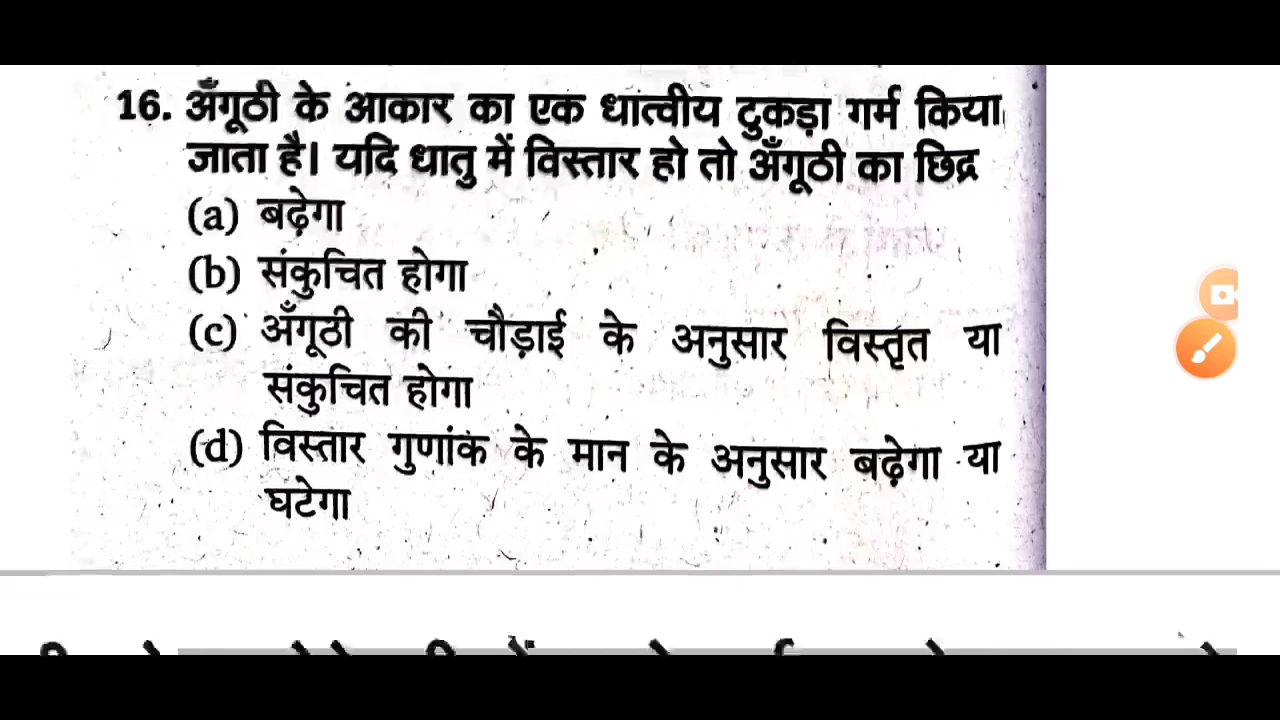 16. अँगूठी के आकार का एक धात्वीय टुकड़ा गर्म किया
जाता है। यदि धातु में विस्तार हो तो अँगूठी का छिद्र
(a) बढ़ेगा
(b) संकुचित होगा
(c) अँगूठी की चौड़ाई के अनुसार विस्तृत या
संकुचित होगा
(d) विस्तार गुणांक के मान के अनुसार बढ़ेगा या
घटेगा